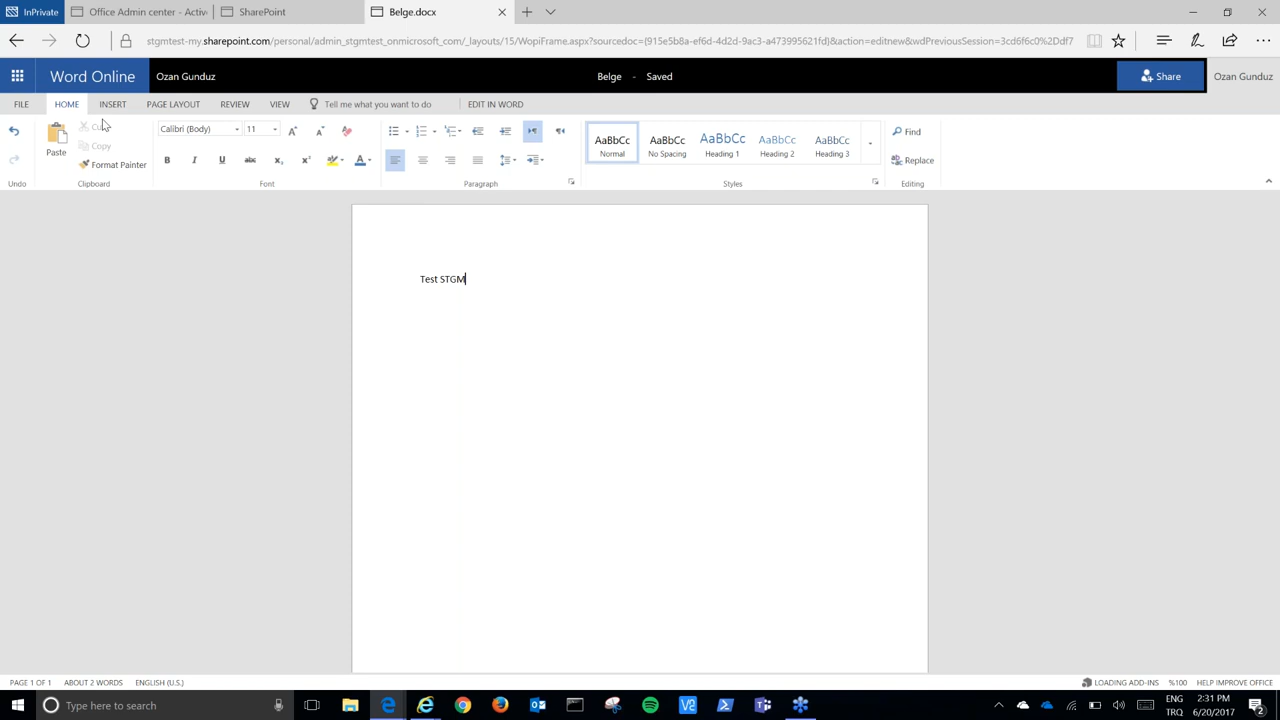 InPrivate
Office Admin center - Activ
SharePoint
Belge.docx
stgmtest-my.sharepoint.com/personal/admin_stgmtest_onmicrosoft_com/_layouts/15/WopiFrame.aspx?sourcedoc={915e5b8a-ef6d-4d2d-9ac3-a473995621fd}&action=editnew&wdPreviousSession=3cd6f6c0%2Ddf7
Word Online
Ozan Gunduz
Belge - Saved
Share
Ozan Gunduz
FILE HOME INSERT PAGE LAYOUT REVIEW VIEW Tell me what you want to do EDIT IN WORD
Paste
Copy
Format Painter
Undo
Clipboard
Calibri (Body) 11
B I U abc x₂ x²
A
Font
Paragraph
AaBbCc Normal
AaBbCc No Spacing
AaBbCc Heading 1
AaBbCc Heading 2
AaBbCc Heading 3
Styles
Find
Replace
Editing
Test STGM
PAGE 1 OF 1 ABOUT 2 WORDS ENGLISH (U.S.)
LOADING ADD-INS %100 HELP IMPROVE OFFICE
Type here to search
ENG
TRQ
2:31 PM
6/20/2017
2